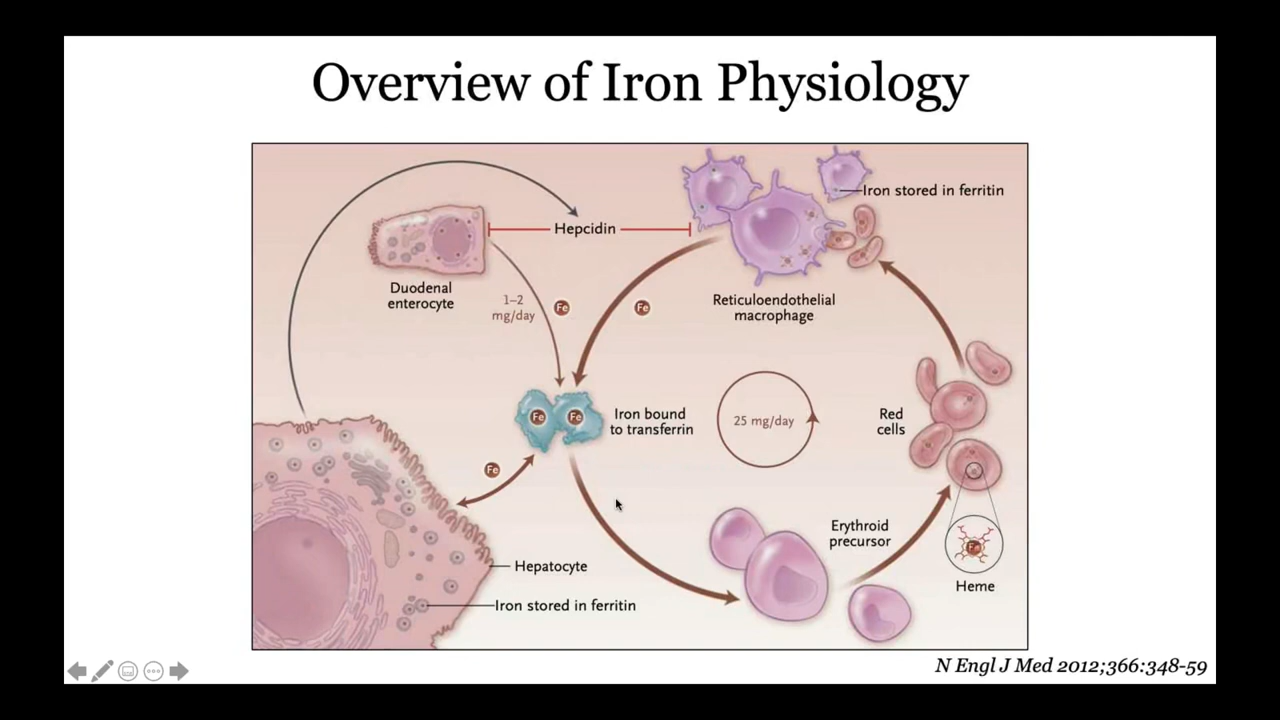 Overview of Iron Physiology
Iron stored in ferritin
Hepcidin
Duodenal
enterocyte
1–2
mg/day
Fe
Fe
Reticuloendothelial
macrophage
Fe
Fe
Iron bound
to transferrin
25 mg/day
Red
cells
Fe
Erythroid
precursor
Fe
Heme
Hepatocyte
Iron stored in ferritin
N Engl J Med 2012;366:348-59